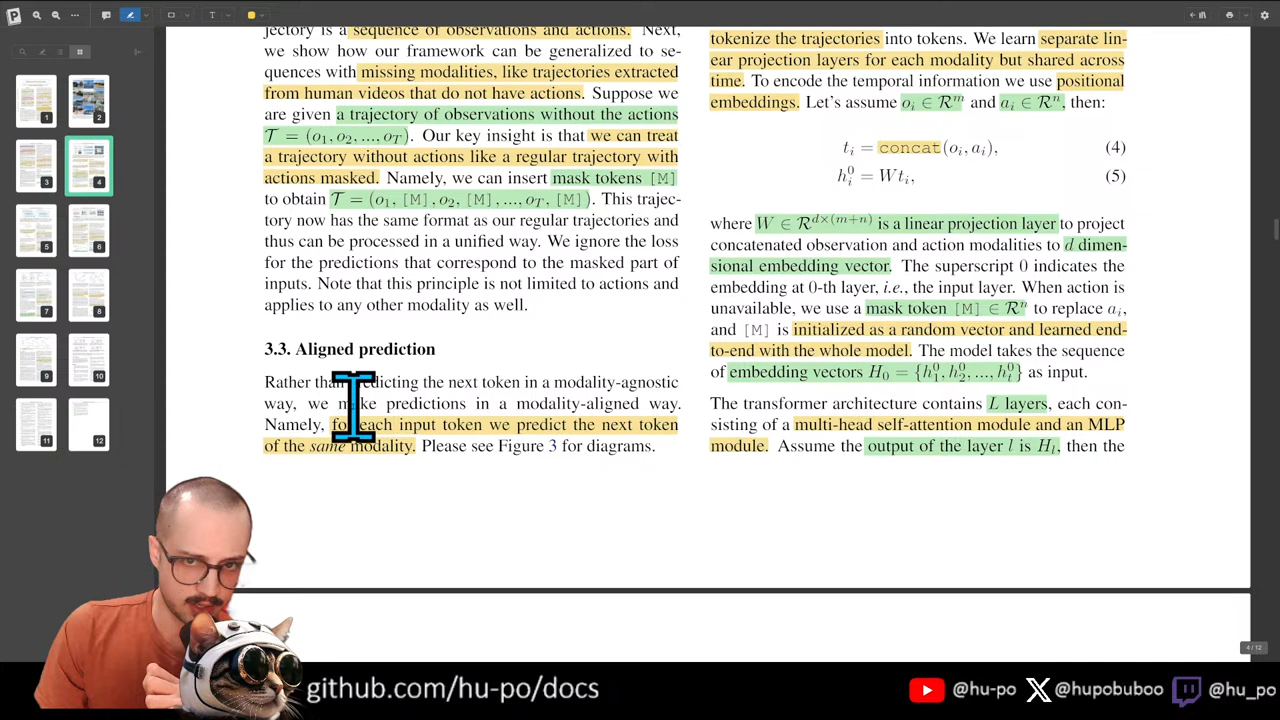 jectory is a sequence of observations and actions. Next,
we show how our framework can be generalized to se-
quences with missing modalities, like trajectories extracted
from human videos that do not have actions. Suppose we
are given a trajectory of observations without the actions
𝒯 = (o₁, o₂, ..., o_T). Our key insight is that we can treat
a trajectory without actions like a regular trajectory with
actions masked. Namely, we can insert mask tokens [M]
to obtain 𝒯 = (o₁, [M], o₂, [M], ..., o_T, [M]). This trajec-
tory has the same format as our regular trajectories and
thus can be processed in a unified way. We ignore the loss
for the predictions that correspond to the masked part of
inputs. Note that this principle is not limited to actions and
applies to any other modality as well.
3.3. Aligned prediction
Rather than predicting the next token in a modality-agnostic
way, we make predictions in a modality-aligned way.
Namely, for each input token we predict the next token
of the same modality. Please see Figure 3 for diagrams.
tokenize the trajectories into tokens. We learn separate lin-
ear projection layers for each modality but shared across
time. To encode the temporal information we use positional
embeddings. Let's assume oᵢ ∈ ℛᵐ and aᵢ ∈ ℛⁿ, then:
tᵢ = concat(oᵢ, aᵢ), (4)
hᵢ⁰ = Wtᵢ, (5)
where W ∈ ℛ^{d×(m+n)} is a linear projection layer to project
concatenated observation and action modalities to d dimen-
sional embedding vector. The superscript 0 indicates the
embedding at 0-th layer, i.e., the input layer. When action is
unavailable, we use a mask token [M] ∈ ℛⁿ to replace aᵢ,
and [M] is initialized as a random vector and learned end-
to-end with the whole model. The model takes the sequence
of embedding vectors H₀ = {h₁⁰, h₂⁰, ..., hₜ⁰} as input.
The transformer architecture contains L layers, each con-
sisting of a multi-head self-attention module and an MLP
module. Assume the output of the layer l is Hₗ, then the
1
2
3
4
5
6
7
8
9
10
11
12
4/12
github.com/hu-po/docs
@hu-po
@hupobuboo
@hu_po